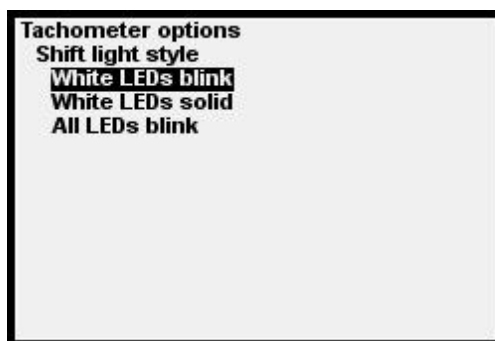 Tachometer options
Shift light style
White LEDs blink
White LEDs solid
All LEDs blink